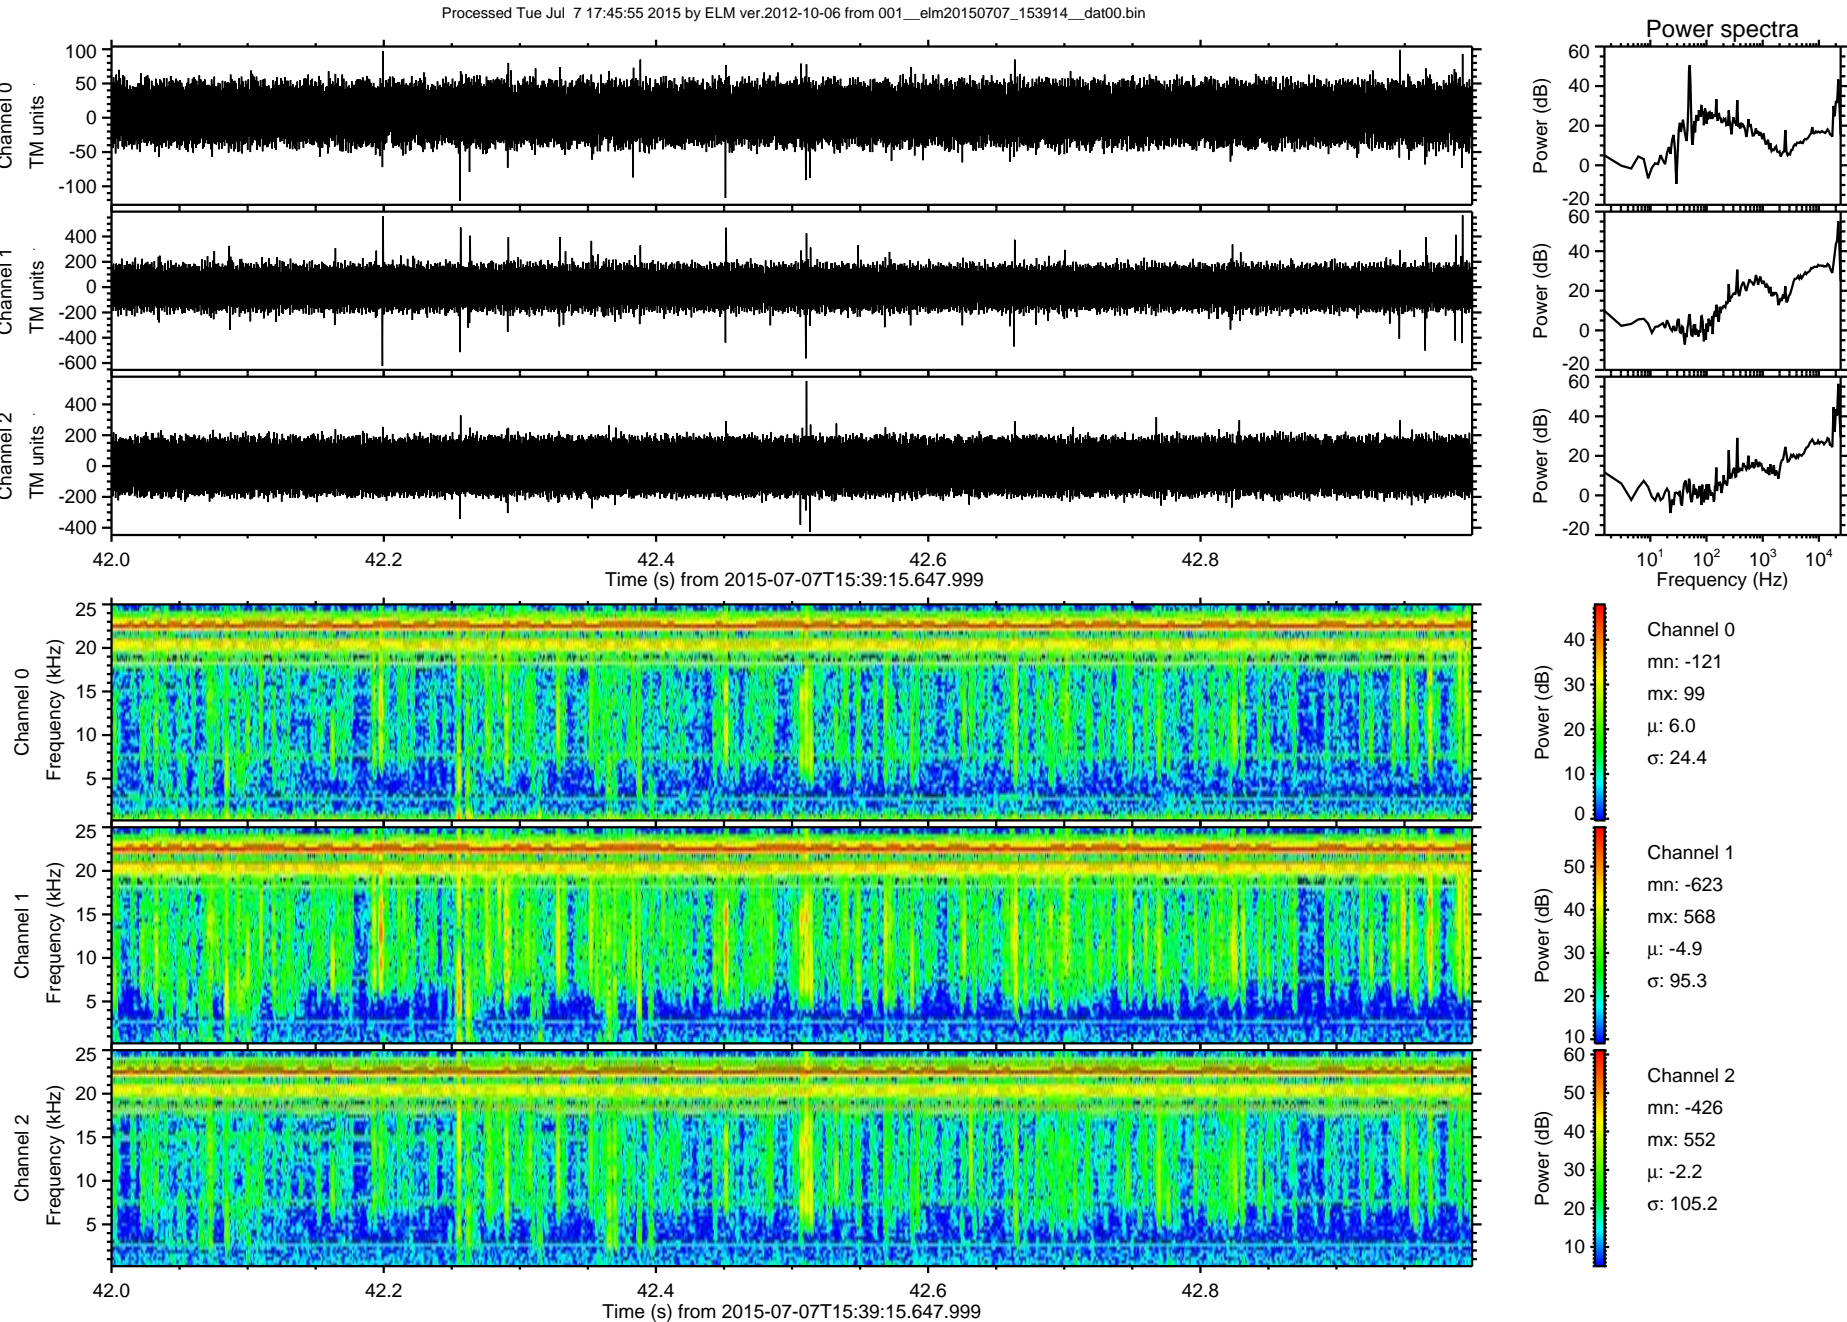 Processed Tue Jul  7 17:45:55 2015 by ELM ver.2012-10-06 from 001__elm20150707_153914__dat00.bin
Power spectra
Channel 0
TM units
100
50
0
-50
-100
Power (dB)
60
40
20
0
-20
Channel 1
TM units
400
200
0
-200
-400
-600
Power (dB)
60
40
20
0
-20
Channel 2
TM units
400
200
0
-200
-400
Power (dB)
60
40
20
0
-20
42.0 42.2 42.4 42.6 42.8
Time (s) from 2015-07-07T15:39:15.647.999
10¹ 10² 10³ 10⁴
Frequency (Hz)
Channel 0
Frequency (kHz)
25
20
15
10
5
Power (dB)
40
30
20
10
0
Channel 0
mn: -121
mx: 99
μ: 6.0
σ: 24.4
Channel 1
Frequency (kHz)
25
20
15
10
5
Power (dB)
50
40
30
20
10
Channel 1
mn: -623
mx: 568
μ: -4.9
σ: 95.3
Channel 2
Frequency (kHz)
25
20
15
10
5
Power (dB)
60
50
40
30
20
10
Channel 2
mn: -426
mx: 552
μ: -2.2
σ: 105.2
42.0 42.2 42.4 42.6 42.8
Time (s) from 2015-07-07T15:39:15.647.999